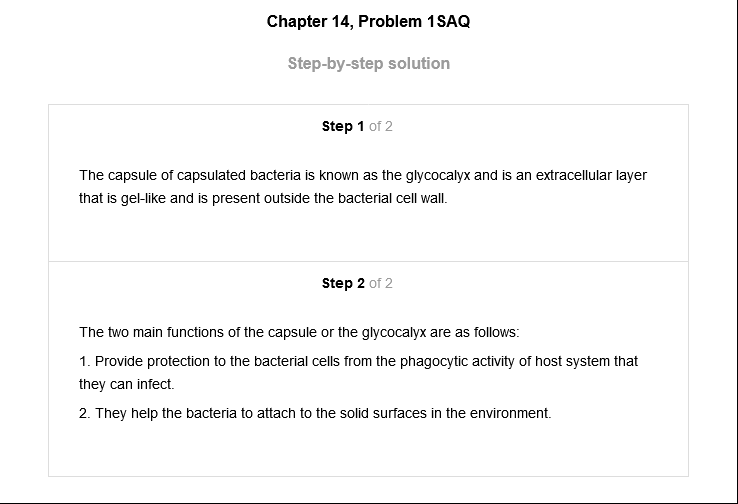 Chapter 14, Problem 1SAQ
Step-by-step solution
Step 1 of 2
The capsule of capsulated bacteria is known as the glycocalyx and is an extracellular layer
that is gel-like and is present outside the bacterial cell wall.
Step 2 of 2
The two main functions of the capsule or the glycocalyx are as follows:
1. Provide protection to the bacterial cells from the phagocytic activity of host system that
they can infect.
2. They help the bacteria to attach to the solid surfaces in the environment.